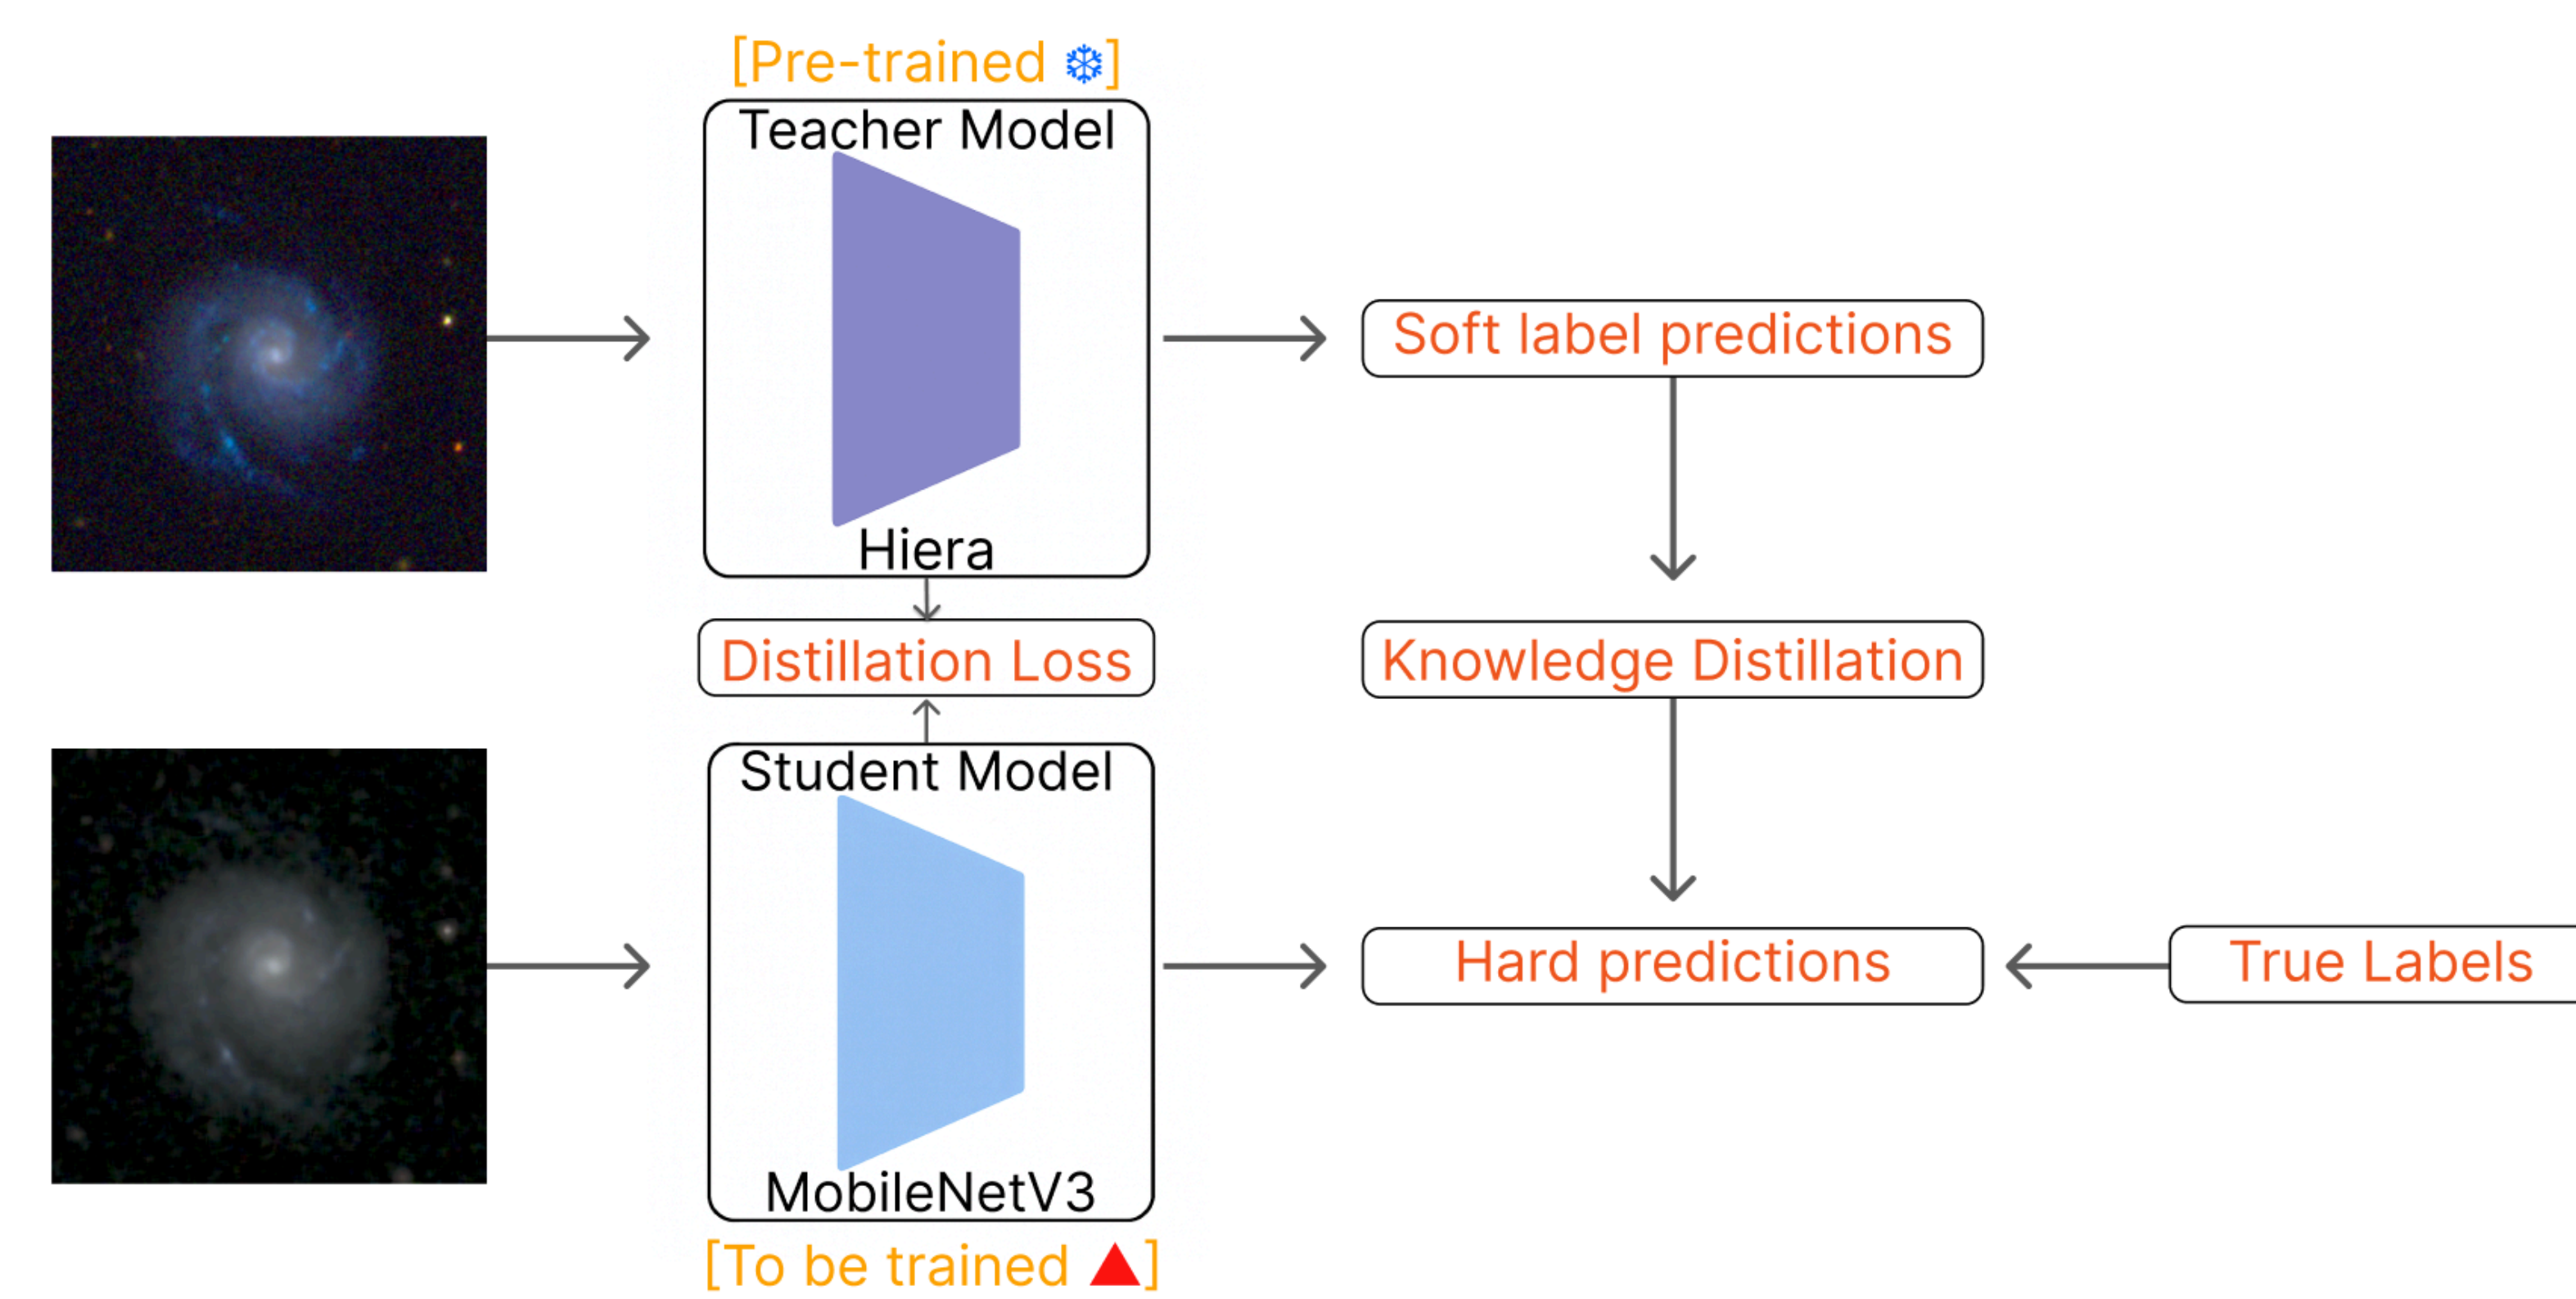 [Pre-trained ❄]
Teacher Model
Hiera
Soft label predictions
Distillation Loss
Knowledge Distillation
Student Model
MobileNetV3
Hard predictions
True Labels
[To be trained 🔺]